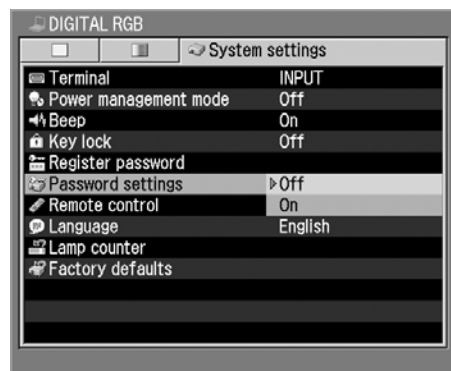 DIGITAL RGB
System settings
Terminal INPUT
Power management mode Off
Beep On
Key lock Off
Register password
Password settings Off
Remote control On
Language English
Lamp counter
Factory defaults